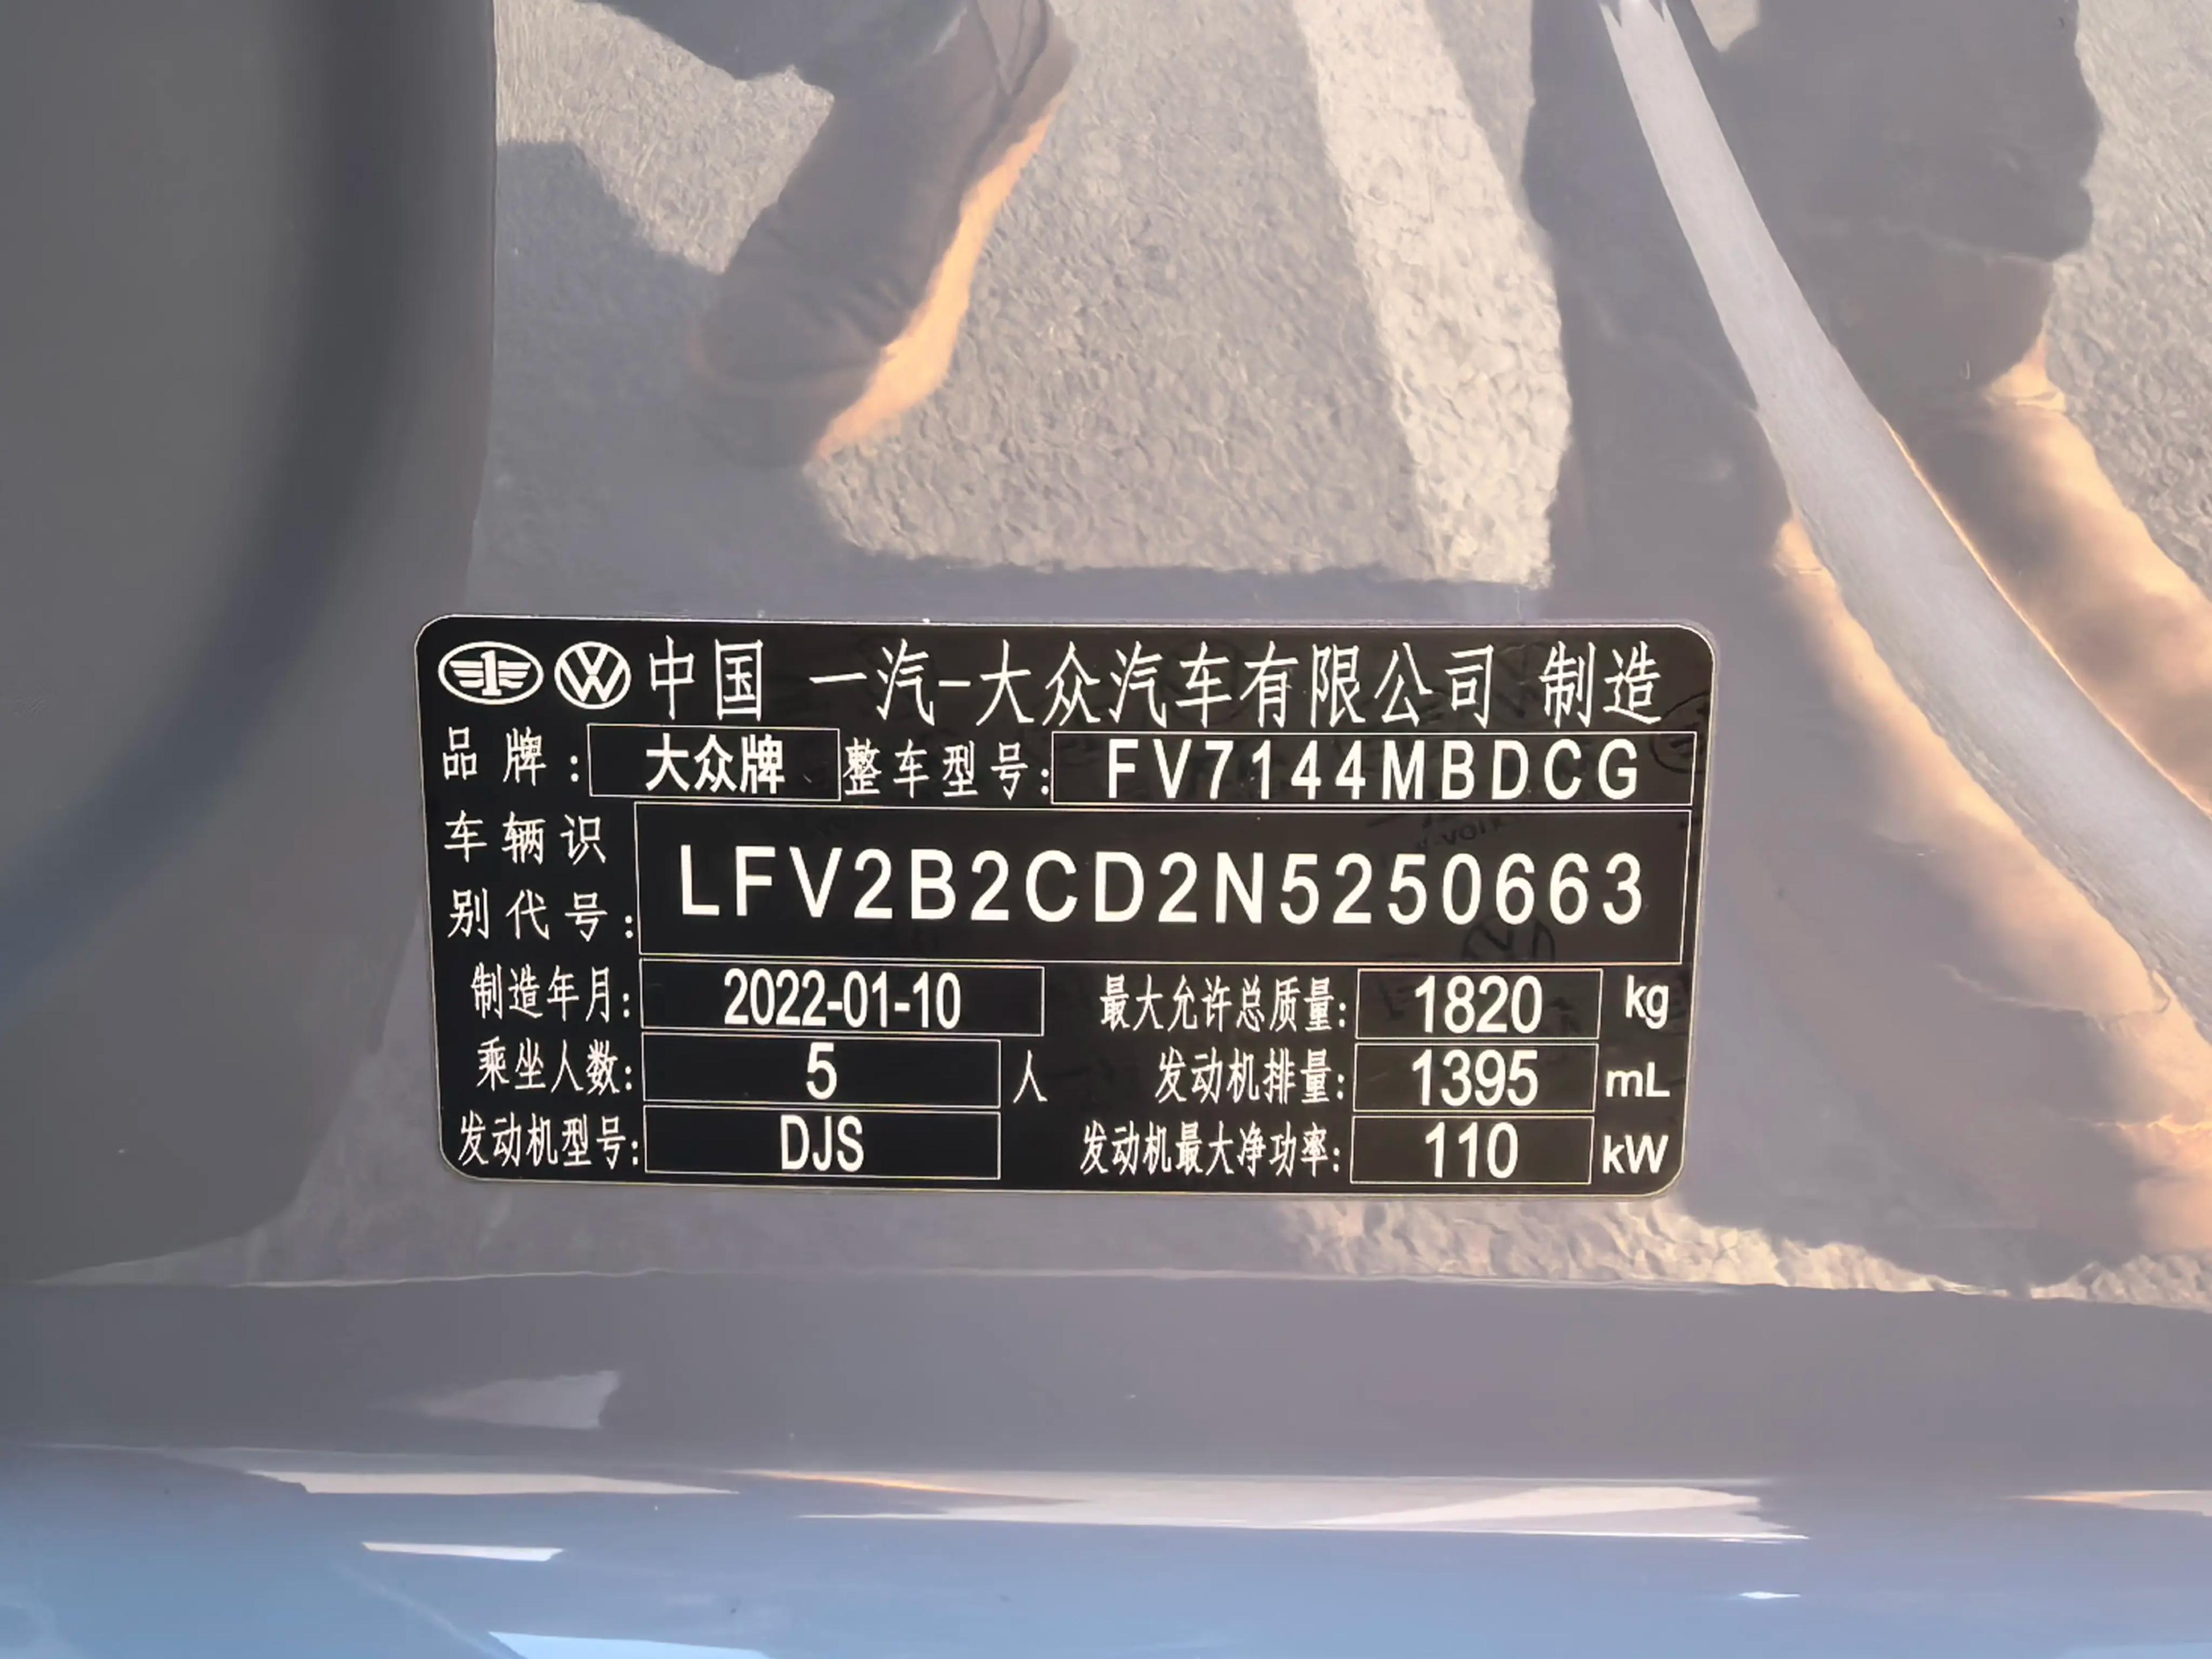 中国 一汽-大众汽车有限公司 制造
品牌: 大众牌 整车型号: FV7144MBDCG
车辆识别代号: LFV2B2CD2N5250663
制造年月: 2022-01-10 最大允许总质量: 1820 kg
乘坐人数: 5 人 发动机排量: 1395 mL
发动机型号: DJS 发动机最大净功率: 110 kW